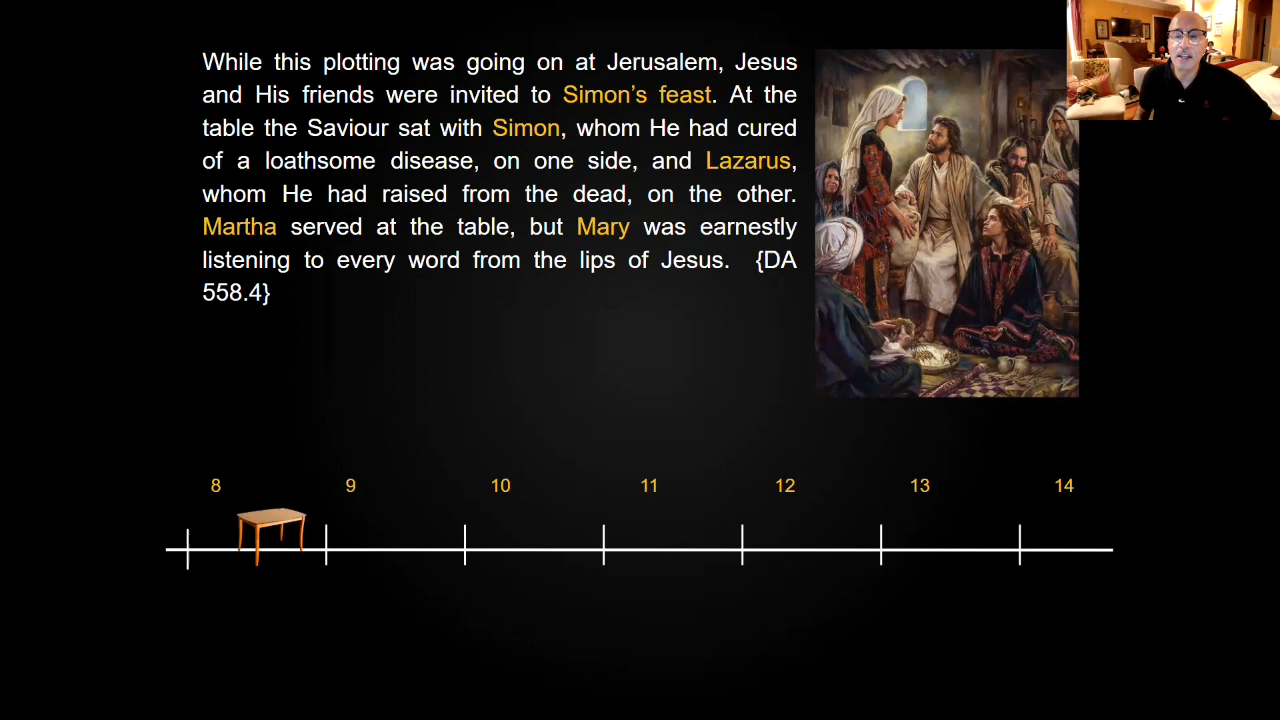 While this plotting was going on at Jerusalem, Jesus
and His friends were invited to Simon’s feast. At the
table the Saviour sat with Simon, whom He had cured
of a loathsome disease, on one side, and Lazarus,
whom He had raised from the dead, on the other.
Martha served at the table, but Mary was earnestly
listening to every word from the lips of Jesus. {DA
558.4}
8 9 10 11 12 13 14